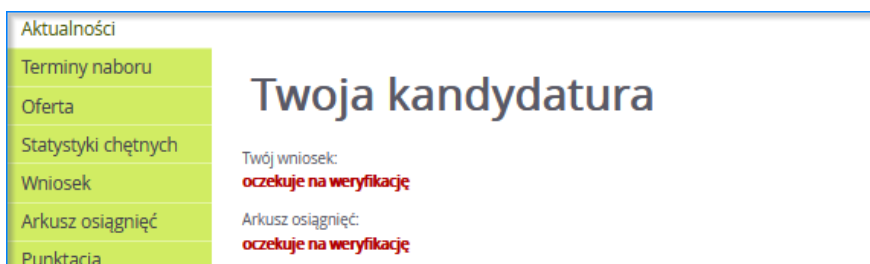 Aktualności
Terminy naboru
Oferta
Statystyki chętnych
Wniosek
Arkusz osiągnięć
Punktacja
Twoja kandydatura
Twój wniosek:
oczekuje na weryfikację
Arkusz osiągnięć:
oczekuje na weryfikację